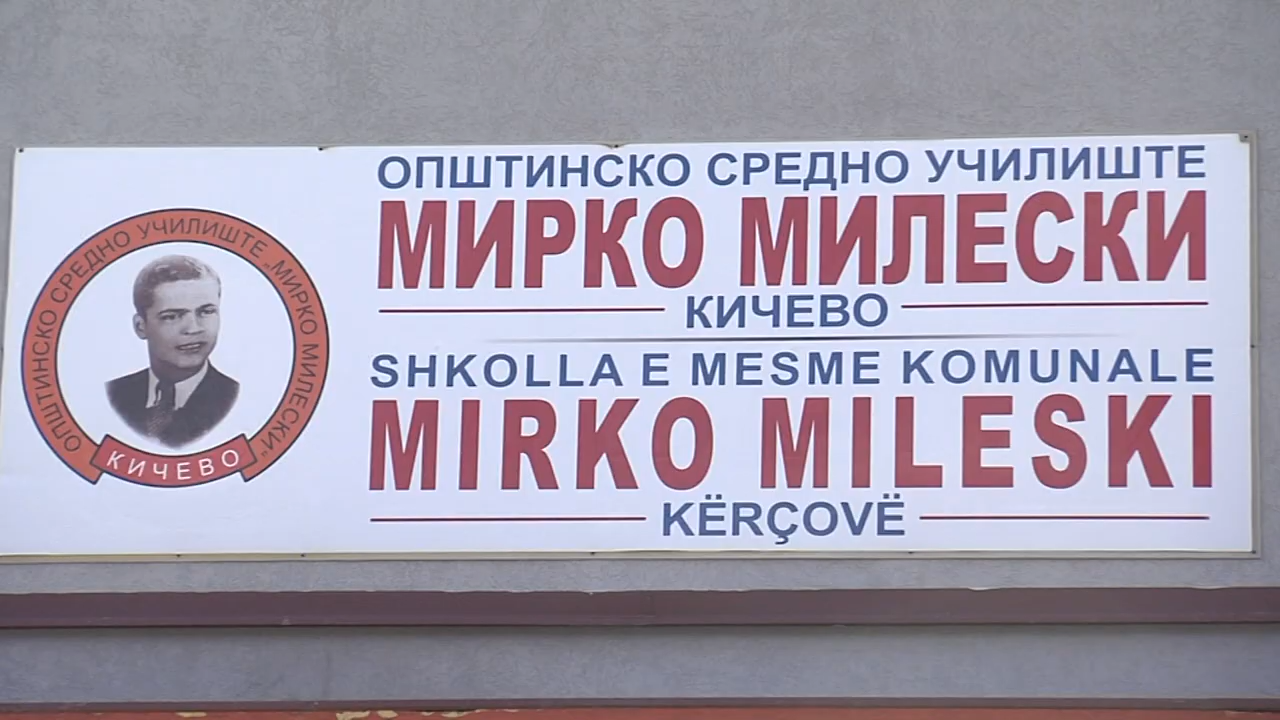 ОПШТИНСКО СРЕДНО УЧИЛИШТЕ „МИРКО МИЛЕСКИ“
КИЧЕВО
ОПШТИНСКО СРЕДНО УЧИЛИШТЕ
МИРКО МИЛЕСКИ
КИЧЕВО
SHKOLLA E MESME KOMUNALE
MIRKO MILESKI
KËRÇOVË